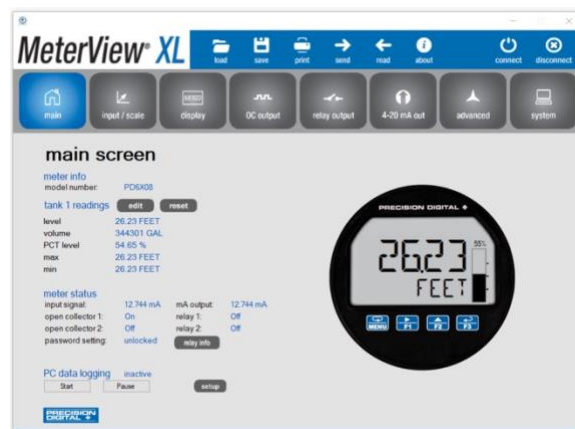 MeterView® XL
load save print send read about connect disconnect
main input / scale display OC output relay output 4-20 mA out advanced system
main screen
meter info
model number: PD6X08
tank 1 readings edit reset
level 26.23 FEET
volume 344301 GAL
PCT level 54.65 %
max 26.23 FEET
min 26.23 FEET
meter status
input signal: 12.744 mA mA output: 12.744 mA
open collector 1: On relay 1: Off
open collector 2: Off relay 2: Off
password setting: unlocked relay info
PC data logging inactive
Start Pause setup
PRECISION
DIGITAL
PRECISION DIGITAL
26.23
55%
FEET
MENU F1 F2 F3